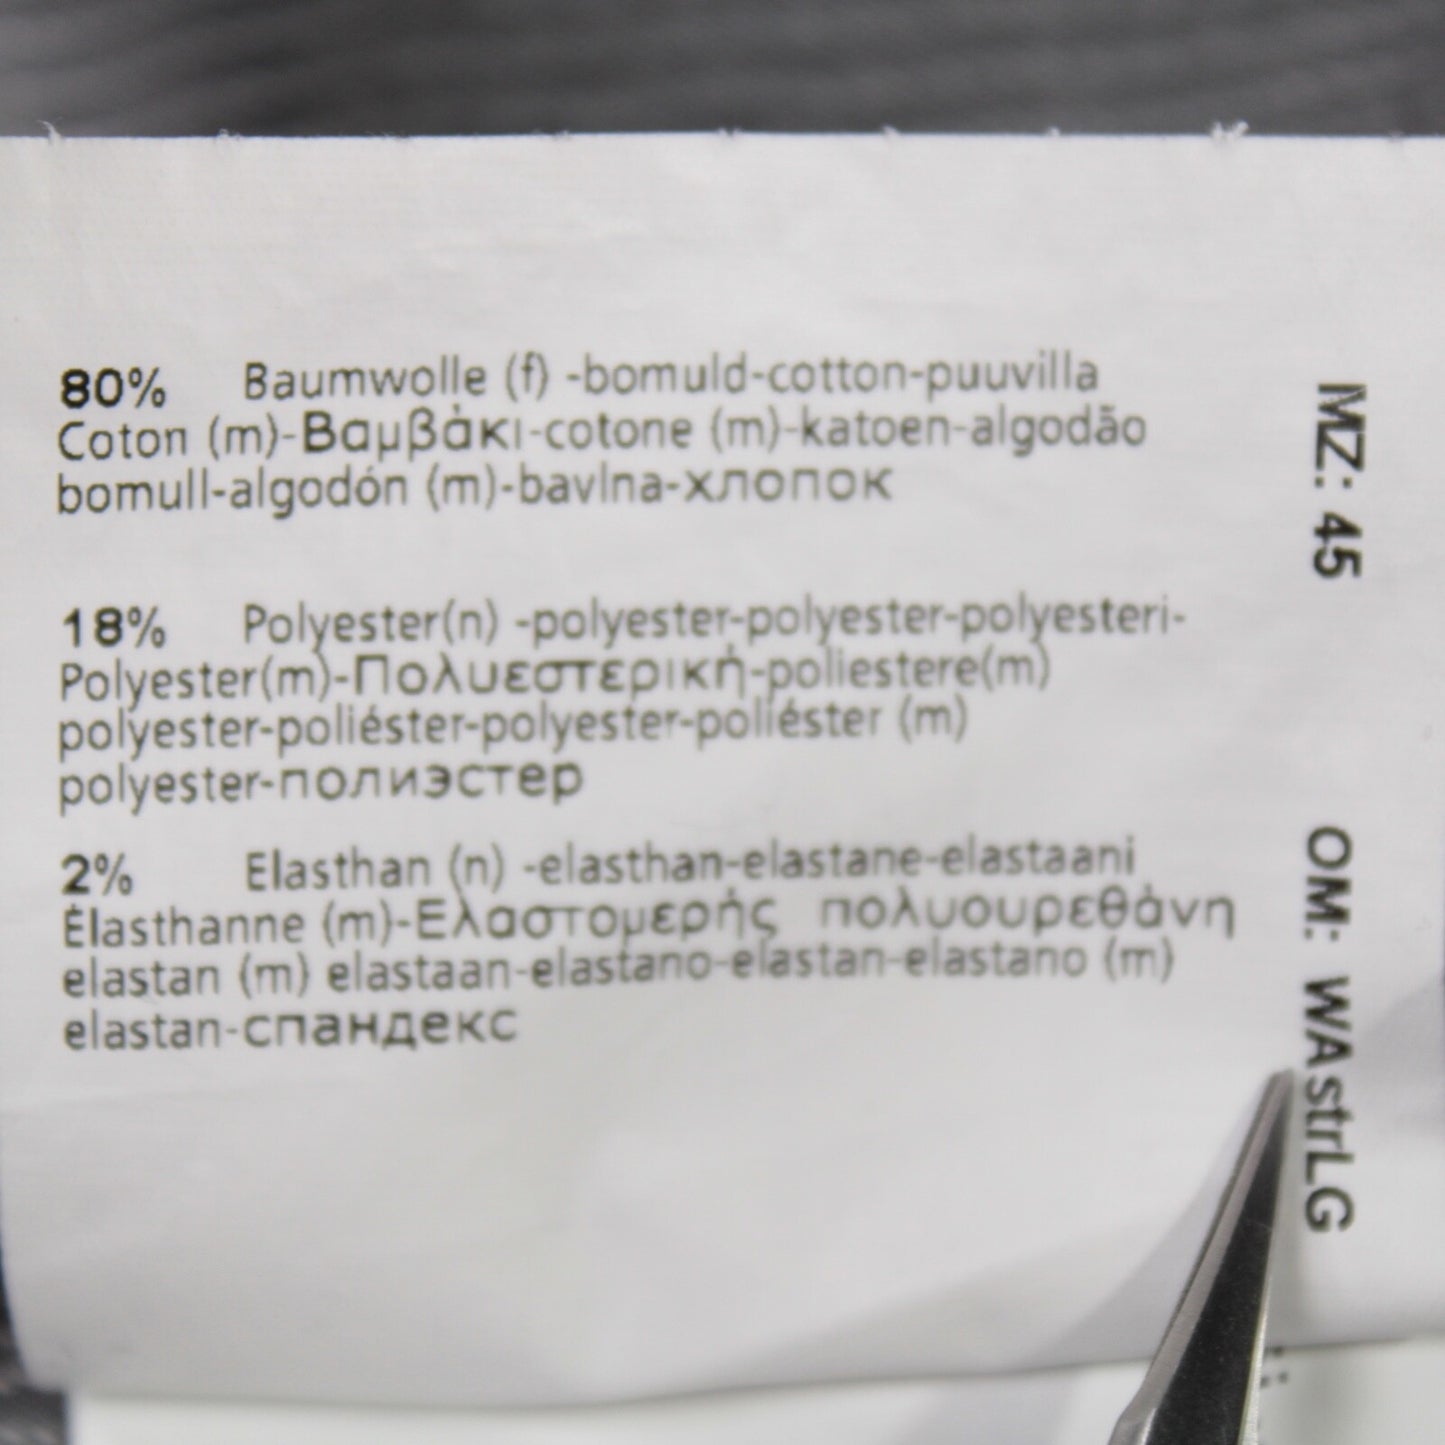 80% Baumwolle (f) -bomuld-cotton-puuvilla
Coton (m)-Βαμβάκι-cotone (m)-katoen-algodão
bomull-algodón (m)-bavlna-хлопок
18% Polyester(n) -polyester-polyester-polyesteri-
Polyester(m)-Πολυεστερική-poliestere(m)
polyester-poliéster-polyester-poliéster (m)
polyester-полиэстер
2% Elasthan (n) -elasthan-elastane-elastaani
Élasthanne (m)-Ελαστομερής πολυουρεθάνη
elastan (m) elastaan-elastano-elastan-elastano (m)
elastan-спандекс
MZ: 45
OM: WAstrLG